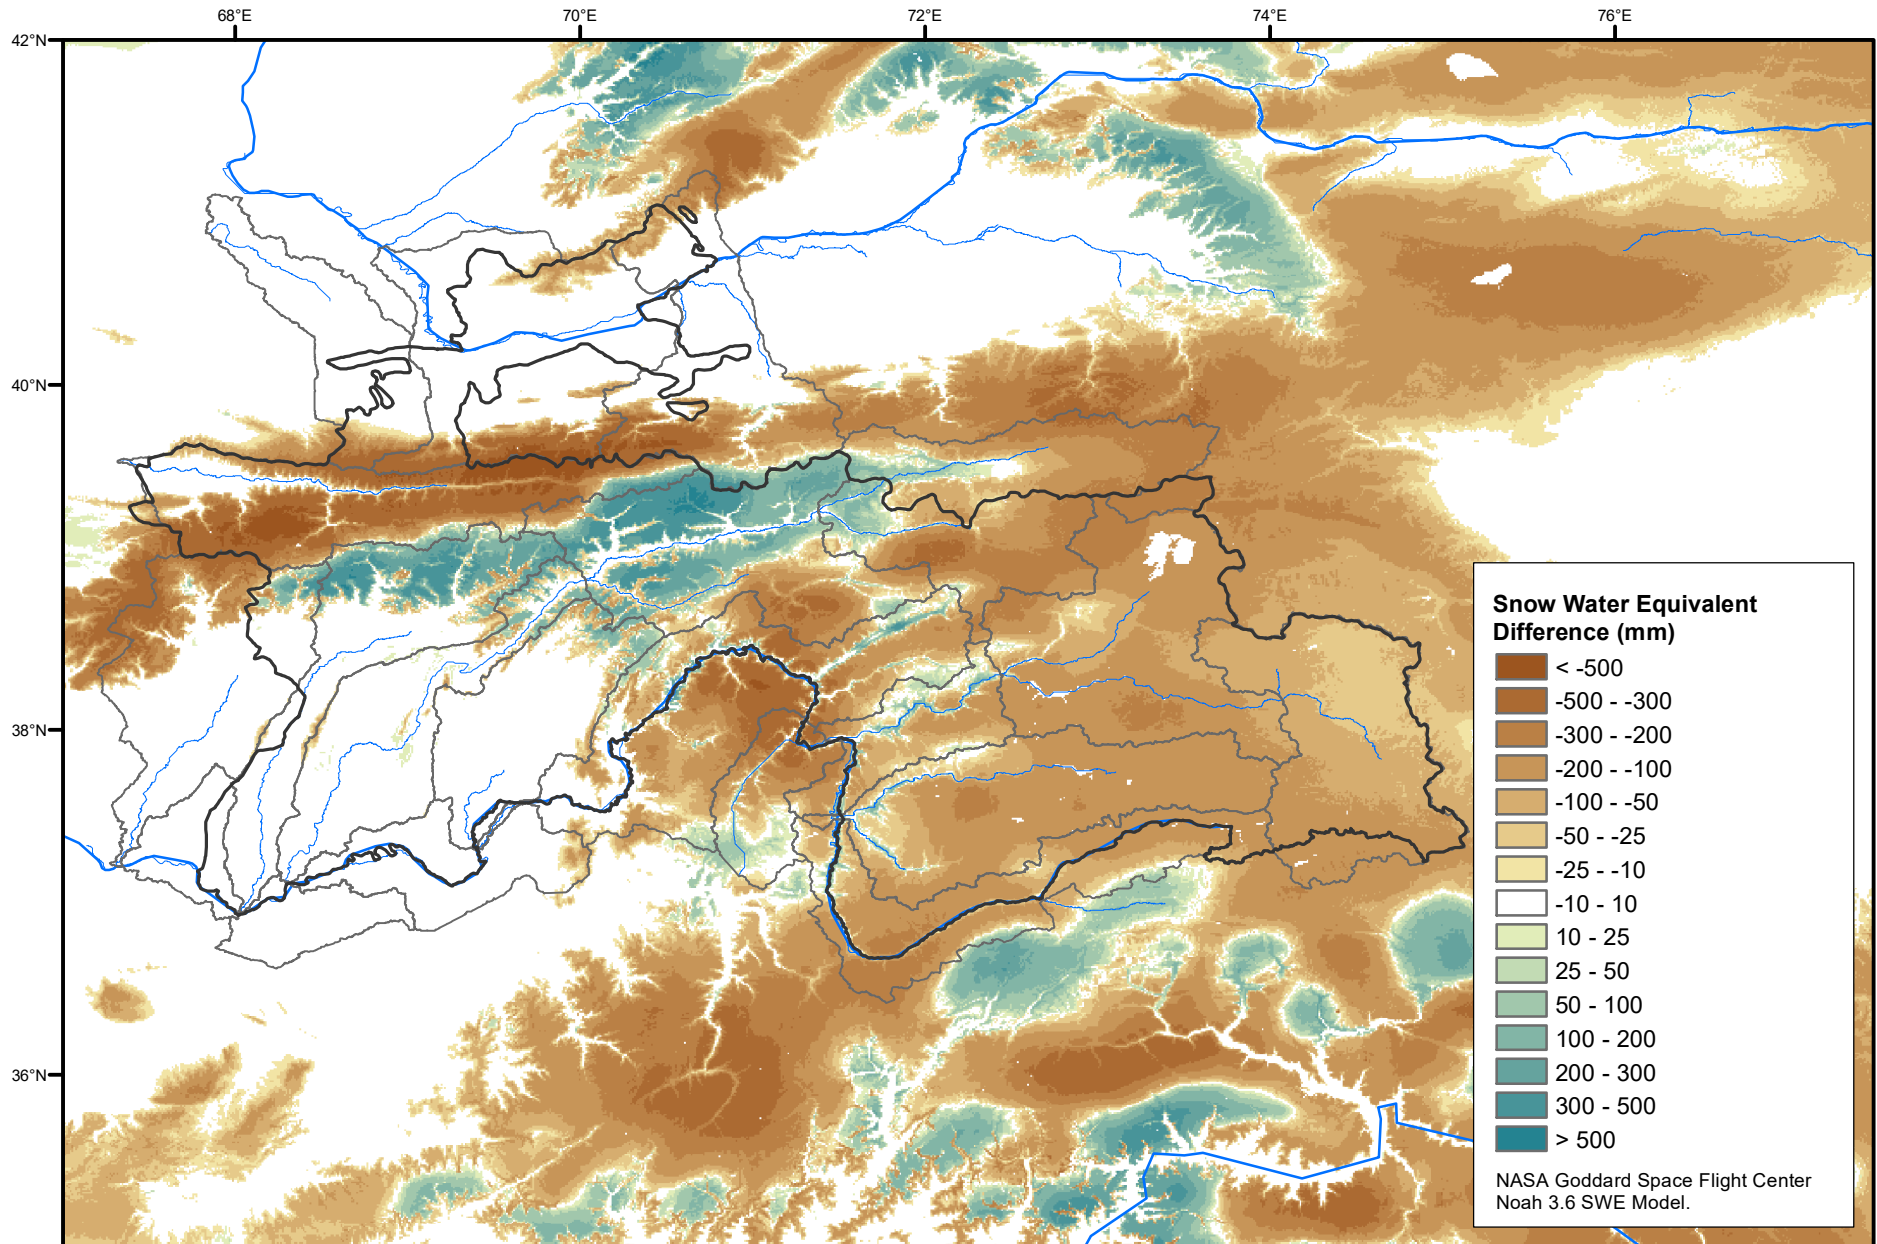 68°E
70°E
72°E
74°E
76°E
42°N
40°N
38°N
36°N
Snow Water Equivalent
Difference (mm)
< -500
-500 - -300
-300 - -200
-200 - -100
-100 - -50
-50 - -25
-25 - -10
-10 - 10
10 - 25
25 - 50
50 - 100
100 - 200
200 - 300
300 - 500
> 500
NASA Goddard Space Flight Center
Noah 3.6 SWE Model.